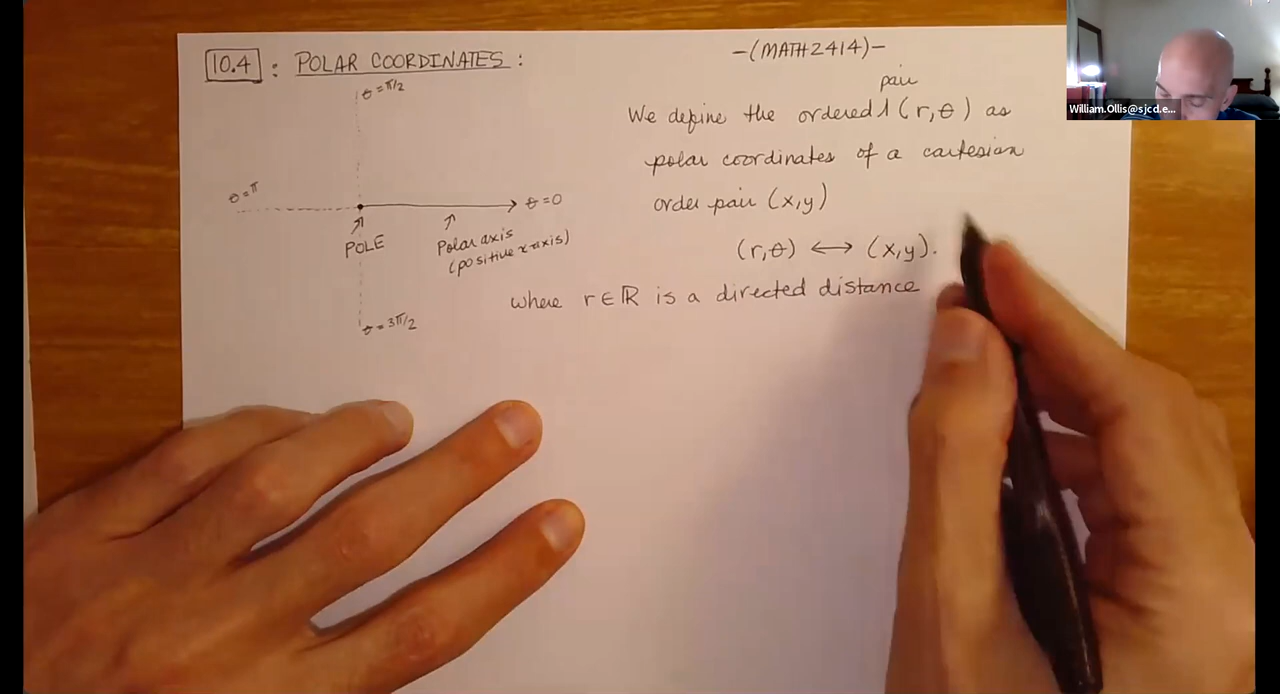 10.4 : POLAR COORDINATES :
-(MATH2414)-
θ = π/2
θ = π
θ = 0
POLE
Polar axis
(positive x axis)
θ = 3π/2
pair
We define the ordered (r,θ) as
polar coordinates of a cartesian
order pair (x,y)
(r,θ) ⟷ (x,y).
where r∈ℝ is a directed distance
William.Ollis@sjcd.e...